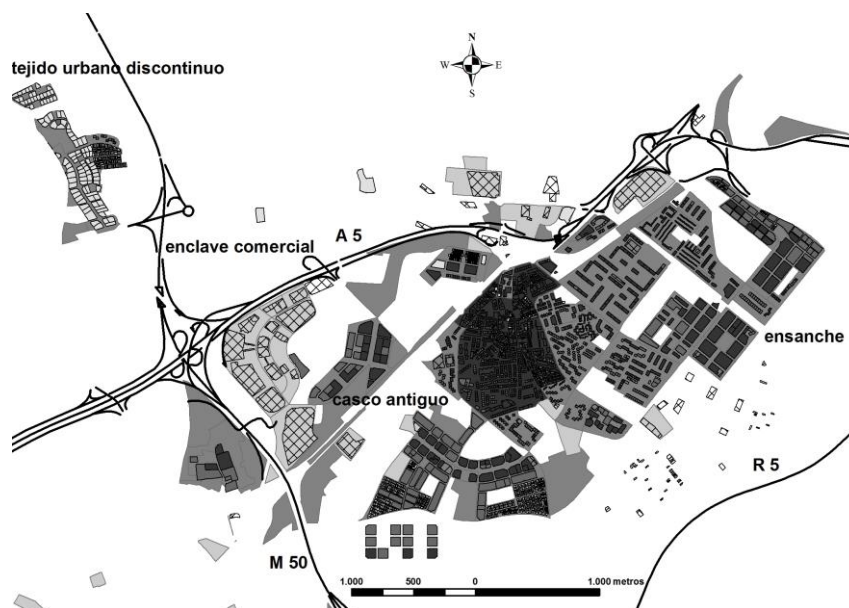 N
W E
S
tejido urbano discontinuo
enclave comercial
A 5
ensanche
casco antiguo
R 5
M 50
1.000 500 0 1.000 metros